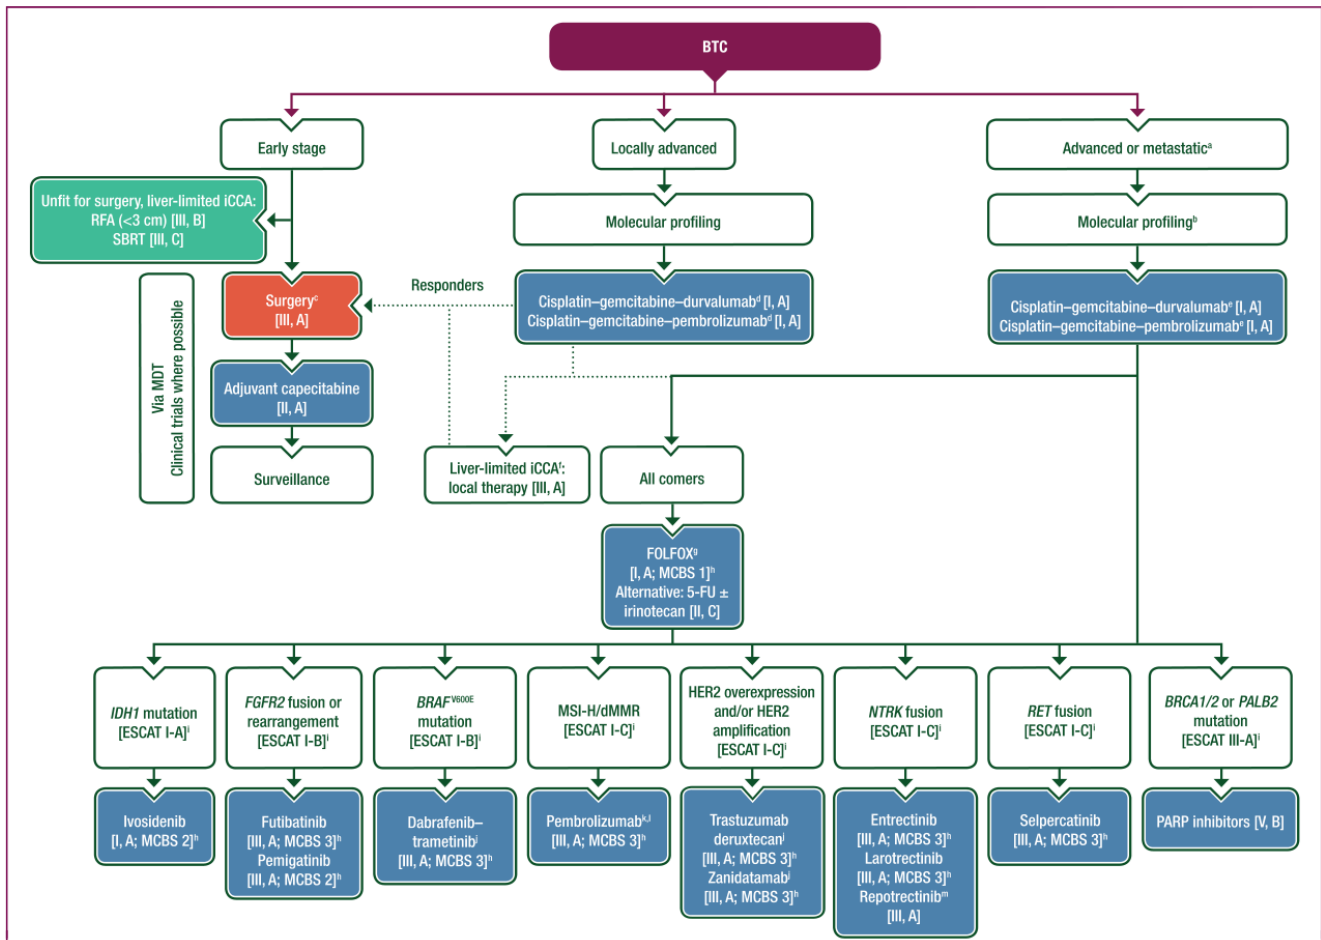 BTC
Early stage
Locally advanced
Advanced or metastaticᵃ
Unfit for surgery, liver-limited iCCA:
RFA (<3 cm) [III, B]
SBRT [III, C]
Molecular profiling
Molecular profilingᵇ
Via MDT
Clinical trials where possible
Surgeryᶜ
[III, A]
Responders
Cisplatin–gemcitabine–durvalumabᵈ [I, A]
Cisplatin–gemcitabine–pembrolizumabᵈ [I, A]
Cisplatin–gemcitabine–durvalumabᵉ [I, A]
Cisplatin–gemcitabine–pembrolizumabᵉ [I, A]
Adjuvant capecitabine
[II, A]
Surveillance
Liver-limited iCCAᶠ:
local therapy [III, A]
All comers
FOLFOXᵍ
[I, A; MCBS 1]ʰ
Alternative: 5-FU ±
irinotecan [II, C]
IDH1 mutation
[ESCAT I-A]ⁱ
FGFR2 fusion or
rearrangement
[ESCAT I-B]ⁱ
BRAFⱽ⁶⁰⁰ᴱ
mutation
[ESCAT I-B]ⁱ
MSI-H/dMMR
[ESCAT I-C]ⁱ
HER2 overexpression
and/or HER2
amplification
[ESCAT I-C]ⁱ
NTRK fusion
[ESCAT I-C]ⁱ
RET fusion
[ESCAT I-C]ⁱ
BRCA1/2 or PALB2
mutation
[ESCAT III-A]ⁱ
Ivosidenib
[I, A; MCBS 2]ʰ
Futibatinib
[III, A; MCBS 3]ʰ
Pemigatinib
[III, A; MCBS 2]ʰ
Dabrafenib–
trametinibʲ
[III, A; MCBS 3]ʰ
Pembrolizumabᵏ,ˡ
[III, A; MCBS 3]ʰ
Trastuzumab
deruxtecanʲ
[III, A; MCBS 3]ʰ
Zanidatamabʲ
[III, A; MCBS 3]ʰ
Entrectinib
[III, A; MCBS 3]ʰ
Larotrectinib
[III, A; MCBS 3]ʰ
Repotrectinibᵐ
[III, A]
Selpercatinib
[III, A; MCBS 3]ʰ
PARP inhibitors [V, B]